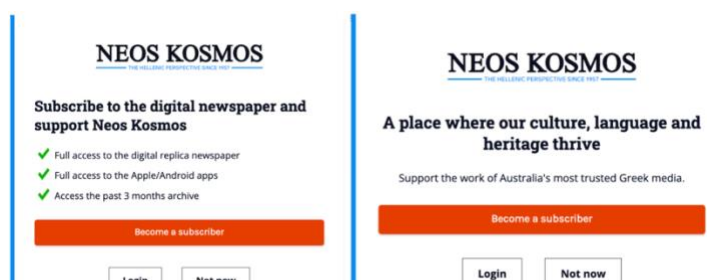 NEOS KOSMOS
THE HELLENIC PERSPECTIVE SINCE 1957
Subscribe to the digital newspaper and
support Neos Kosmos
Full access to the digital replica newspaper
Full access to the Apple/Android apps
Access the past 3 months archive
Become a subscriber
Login
Not now
NEOS KOSMOS
THE HELLENIC PERSPECTIVE SINCE 1957
A place where our culture, language and
heritage thrive
Support the work of Australia's most trusted Greek media.
Become a subscriber
Login
Not now